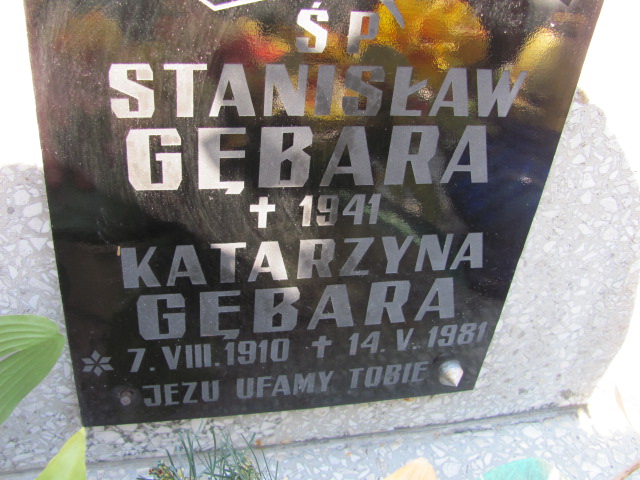 ŚP
STANISŁAW
GĘBARA
✝ 1941
KATARZYNA
GĘBARA
* 7. VIII. 1910 ✝ 14. V. 1981
JEZU UFAMY TOBIE